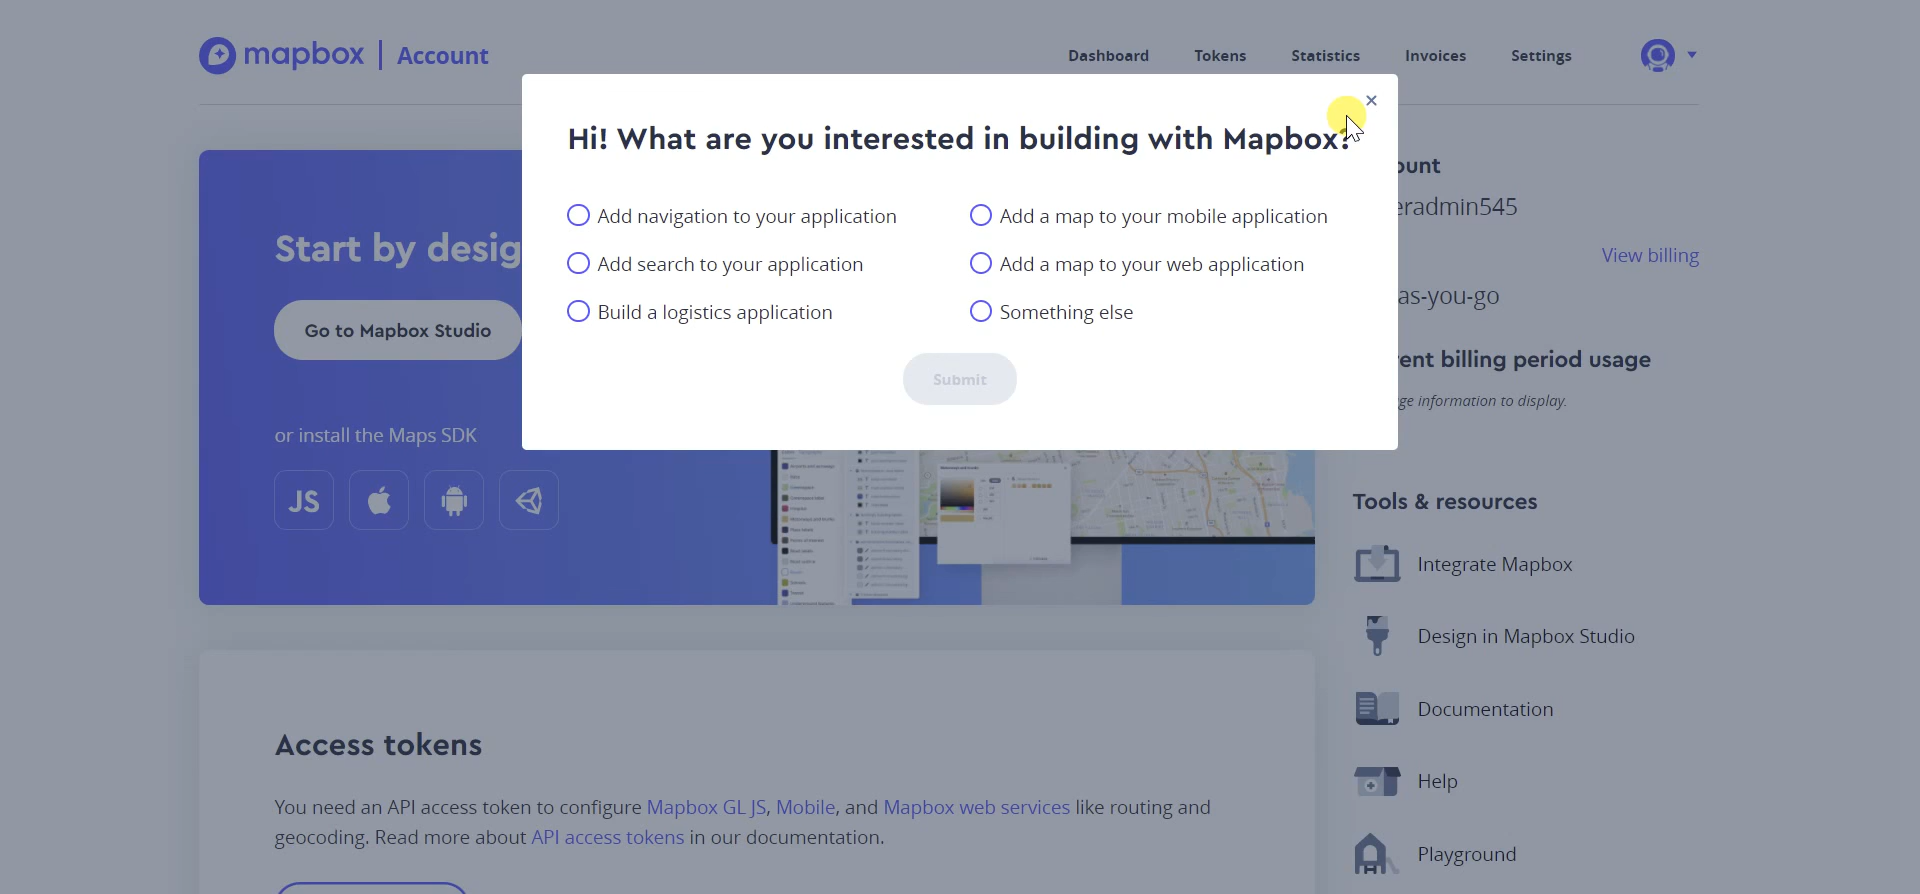 mapbox | Account
Dashboard
Tokens
Statistics
Invoices
Settings
×
Hi! What are you interested in building with Mapbox?
Add navigation to your application
Add a map to your mobile application
Add search to your application
Add a map to your web application
Build a logistics application
Something else
Submit
Start by desig
Go to Mapbox Studio
or install the Maps SDK
JS
ount
eradmin545
View billing
as-you-go
ent billing period usage
ge information to display.
Tools & resources
Integrate Mapbox
Design in Mapbox Studio
Documentation
Help
Playground
Access tokens
You need an API access token to configure Mapbox GL JS, Mobile, and Mapbox web services like routing and
geocoding. Read more about API access tokens in our documentation.